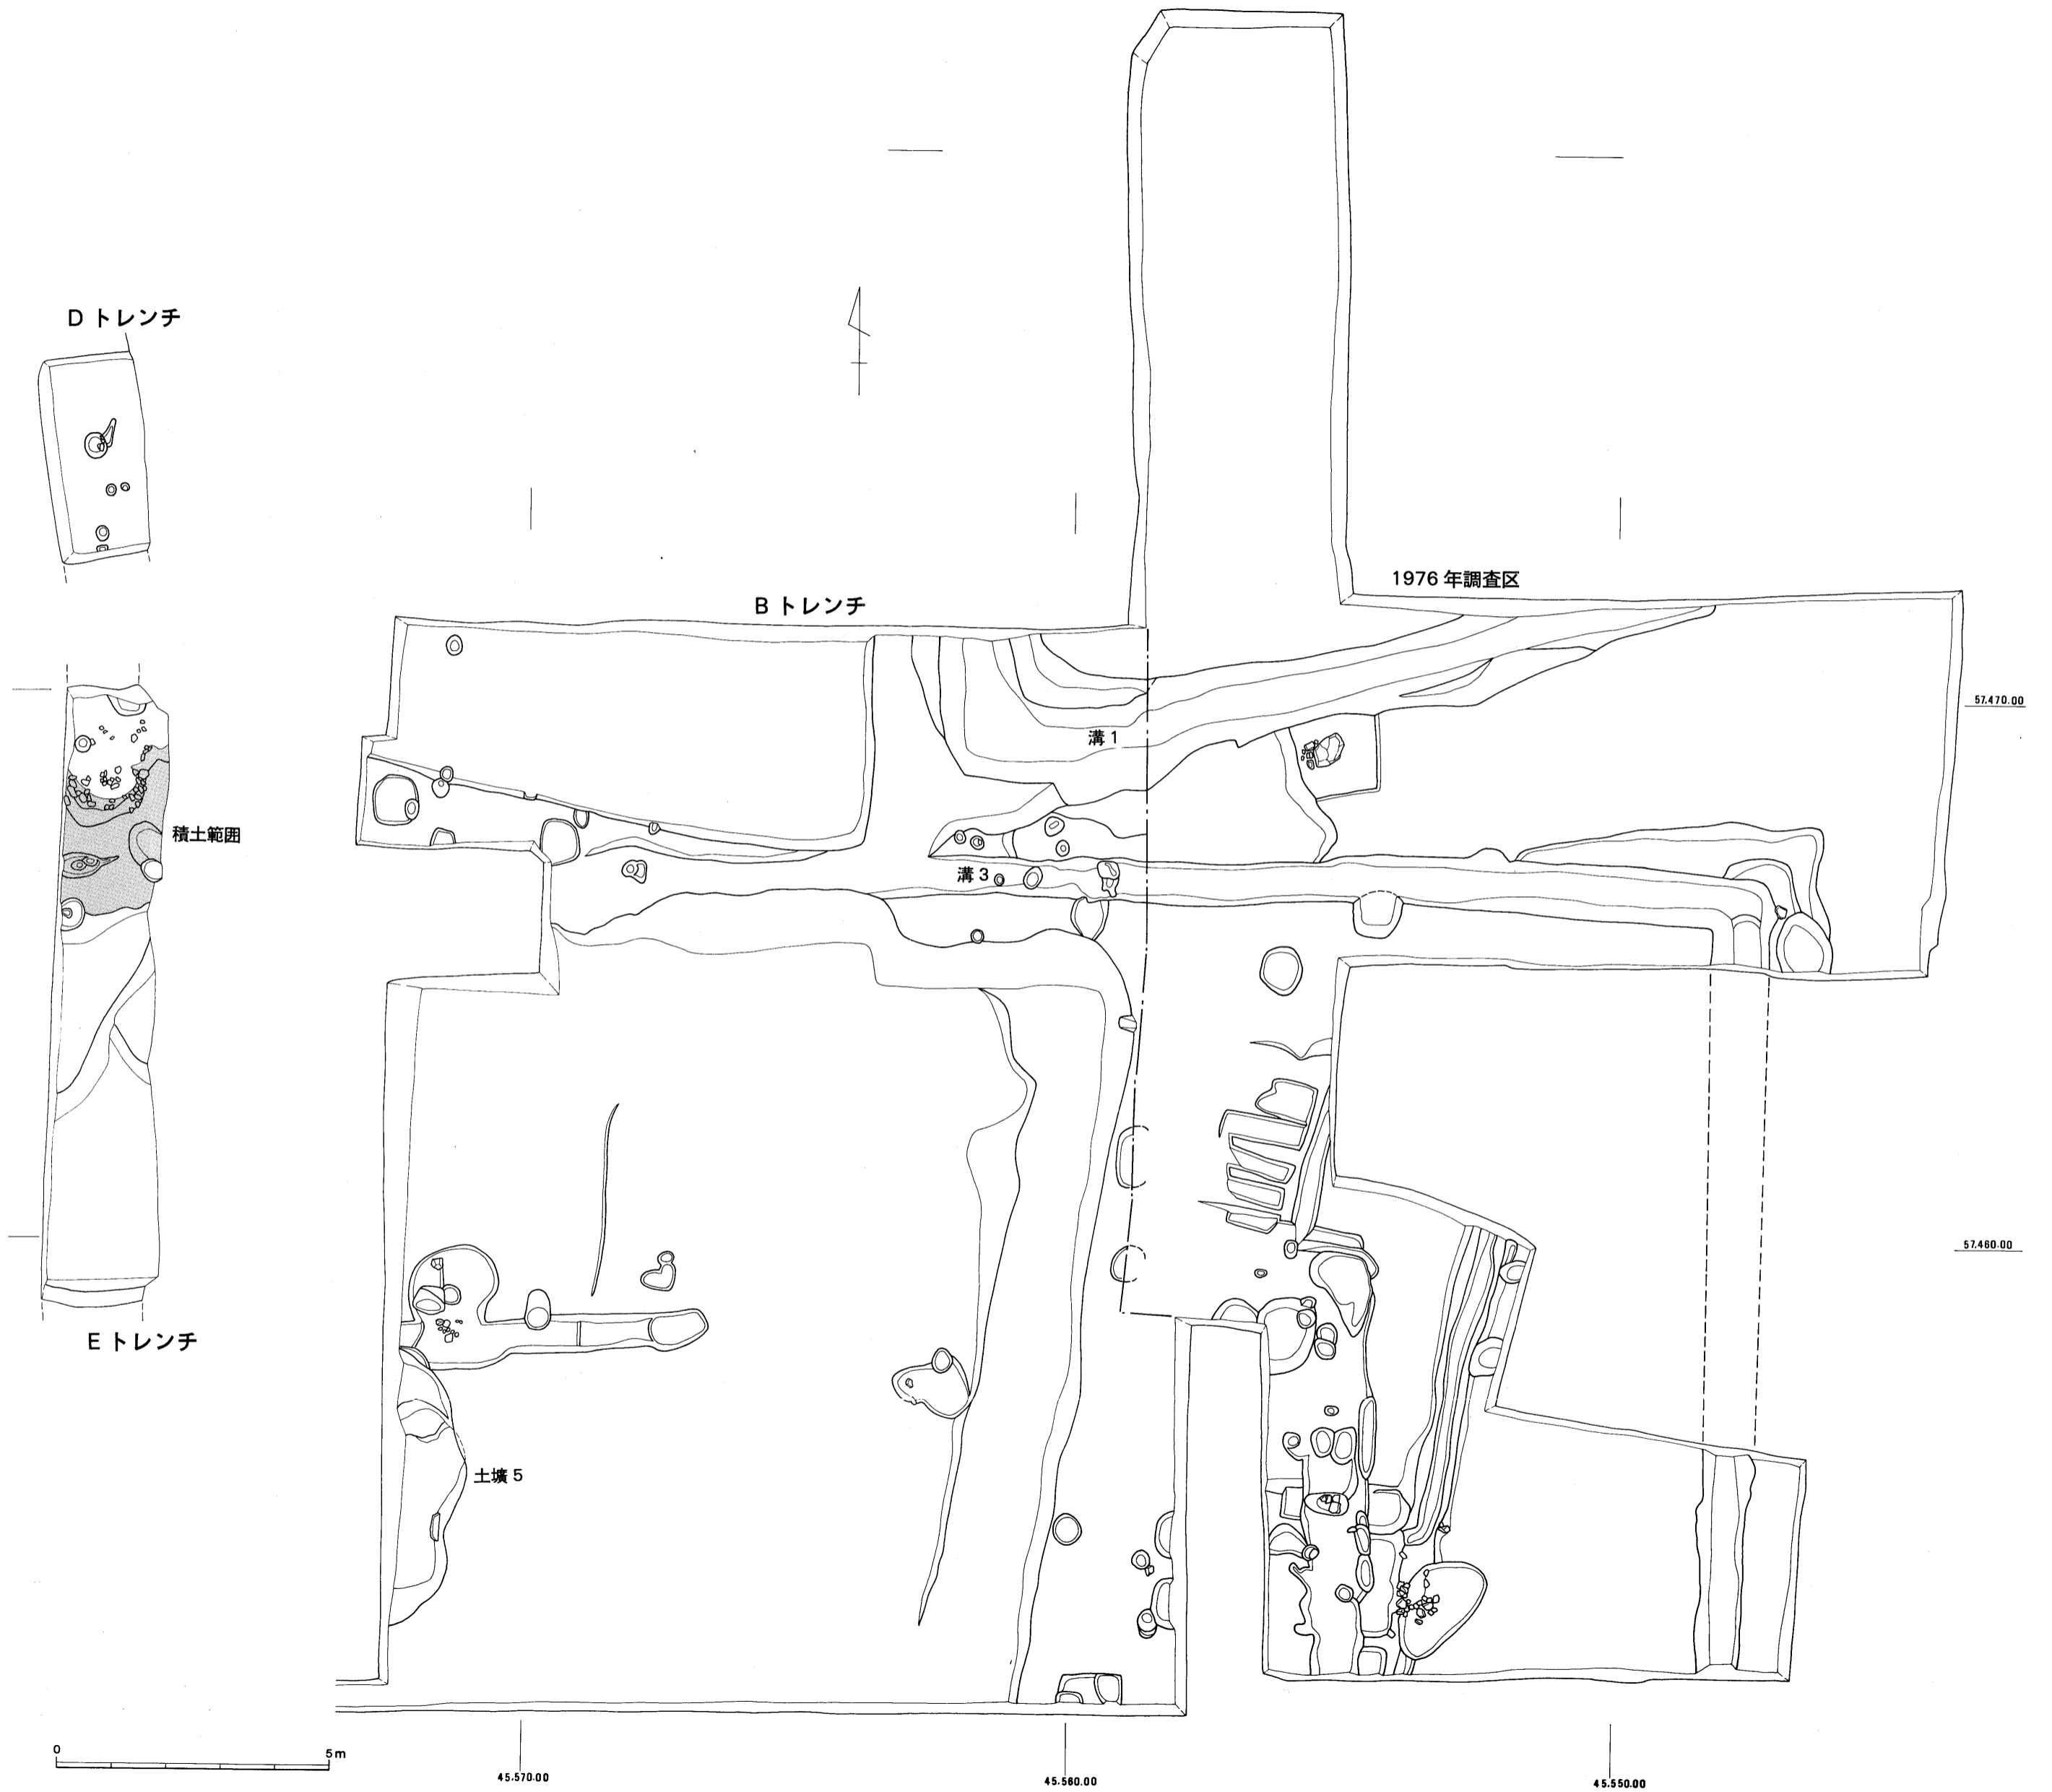 D トレンチ
1976 年調査区
B トレンチ
57.470.00
溝 1
積土範囲
溝 3
57.460.00
E トレンチ
土壙 5
0 5m
45.570.00
45.560.00
45.550.00